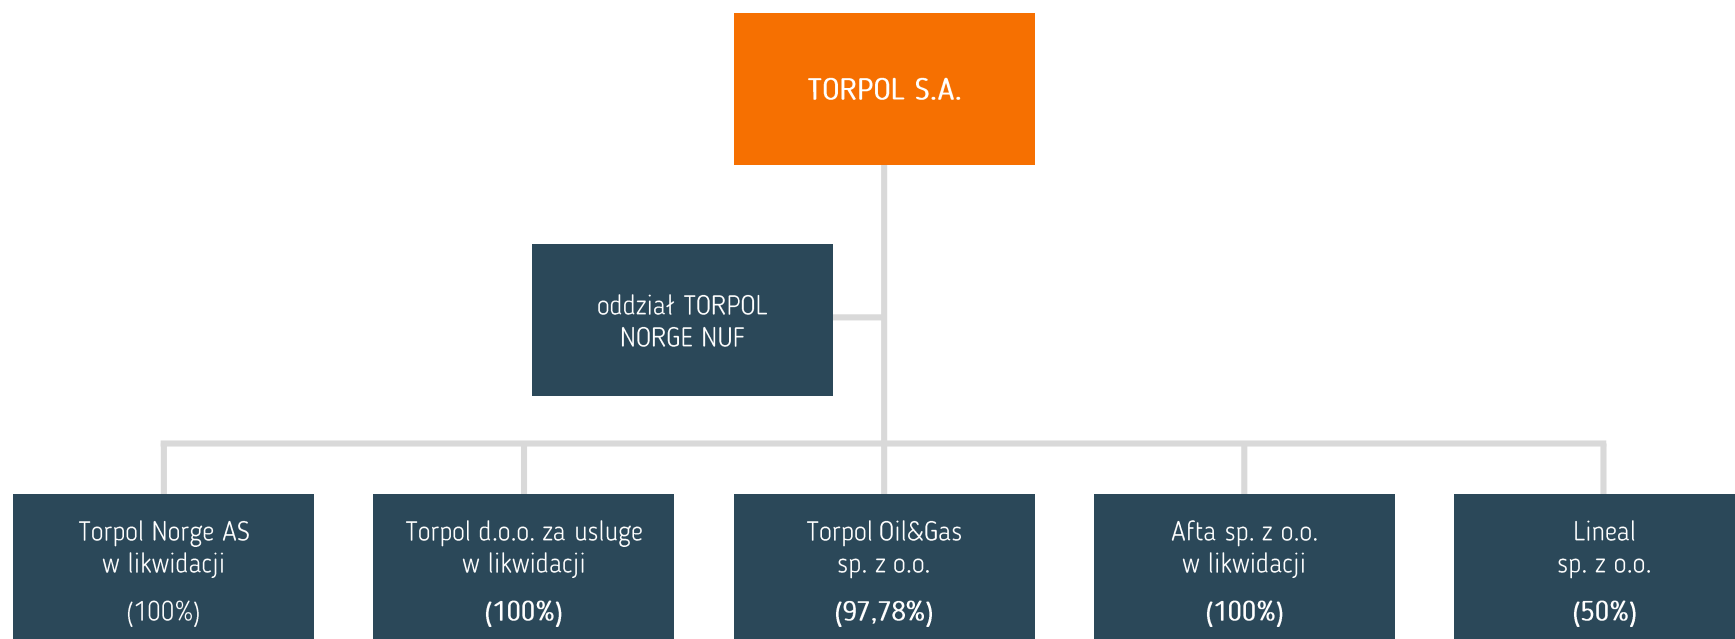 TORPOL S.A.
oddział TORPOL
NORGE NUF
Torpol Norge AS
w likwidacji
(100%)
Torpol d.o.o. za usluge
w likwidacji
(100%)
Torpol Oil&Gas
sp. z o.o.
(97,78%)
Afta sp. z o.o.
w likwidacji
(100%)
Lineal
sp. z o.o.
(50%)